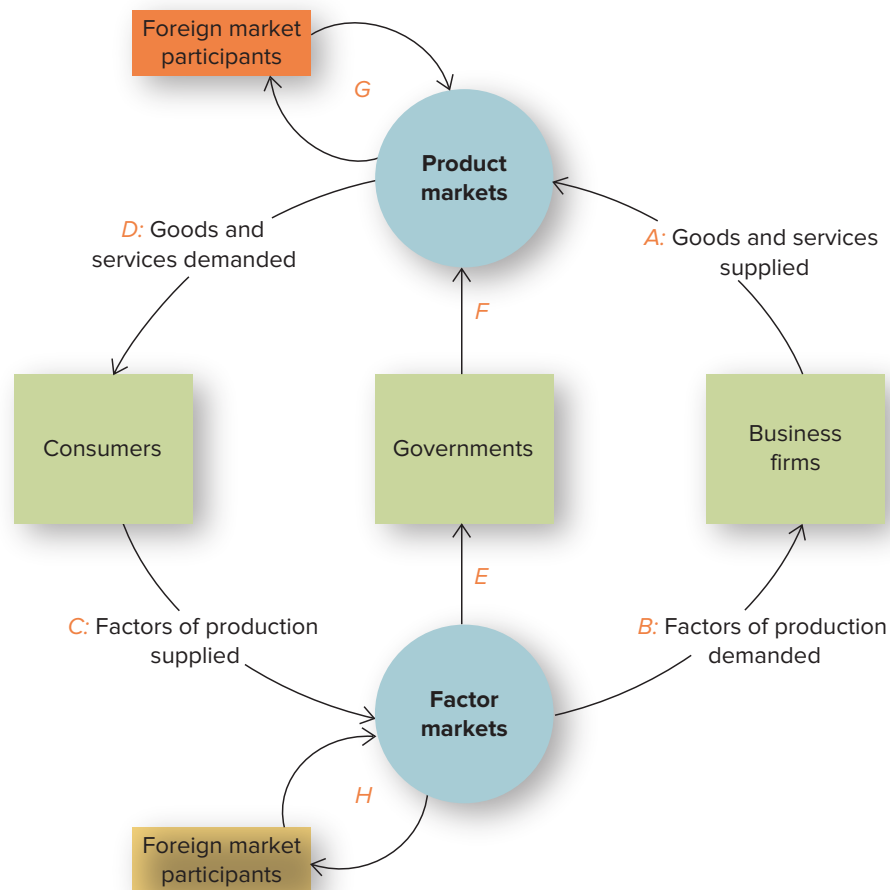 Foreign market
participants
G
Product
markets
D: Goods and
services demanded
A: Goods and services
supplied
F
Consumers
Governments
Business
firms
E
C: Factors of production
supplied
B: Factors of production
demanded
Factor
markets
H
Foreign market
participants